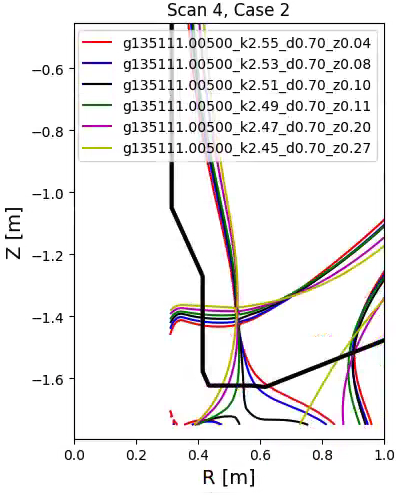 Scan 4, Case 2
g135111.00500_k2.55_d0.70_z0.04
g135111.00500_k2.53_d0.70_z0.08
g135111.00500_k2.51_d0.70_z0.10
g135111.00500_k2.49_d0.70_z0.11
g135111.00500_k2.47_d0.70_z0.20
g135111.00500_k2.45_d0.70_z0.27
−0.6
−0.8
−1.0
−1.2
−1.4
−1.6
Z [m]
0.0 0.2 0.4 0.6 0.8 1.0
R [m]